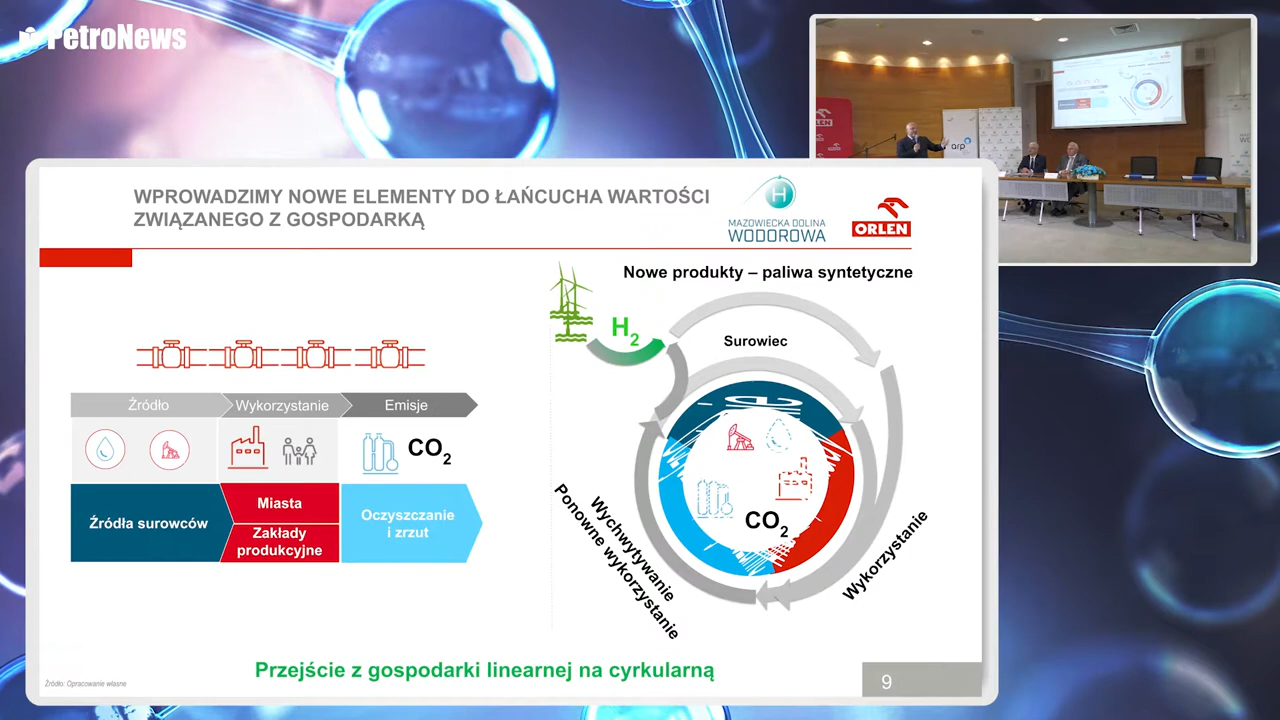 PetroNews
WPROWADZIMY NOWE ELEMENTY DO ŁAŃCUCHA WARTOŚCI
ZWIĄZANEGO Z GOSPODARKĄ
H
MAZOWIECKA DOLINA
WODOROWA
ORLEN
ORLEN
arp
Nowe produkty – paliwa syntetyczne
H2
Surowiec
Źródło
Wykorzystanie
Emisje
CO2
Źródła surowców
Miasta
Zakłady
produkcyjne
Oczyszczanie
i zrzut
CO2
Wychwytywanie
Ponowne wykorzystanie
Wykorzystanie
Przejście z gospodarki linearnej na cyrkularną
Źródło: Opracowanie własne
9